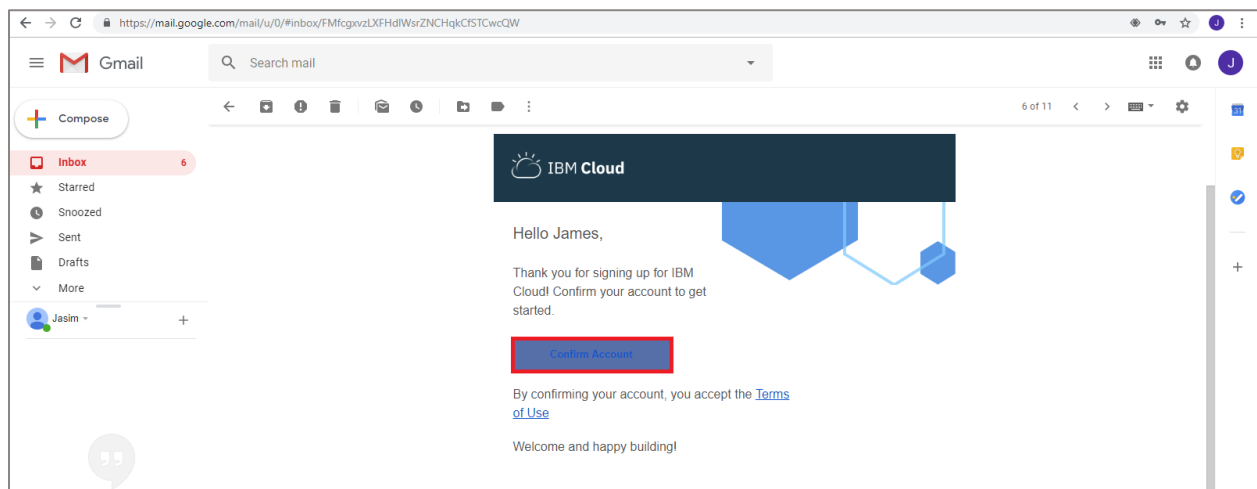 https://mail.google.com/mail/u/0/#inbox/FMfcgxvzLXFHdlWsrZNCHqkCfSTCwcQW
J
Gmail
Search mail
J
Compose
6 of 11
31
Inbox 6
Starred
Snoozed
Sent
Drafts
More
Jasim
IBM Cloud
Hello James,
Thank you for signing up for IBM
Cloud! Confirm your account to get
started.
Confirm Account
By confirming your account, you accept the Terms
of Use
Welcome and happy building!